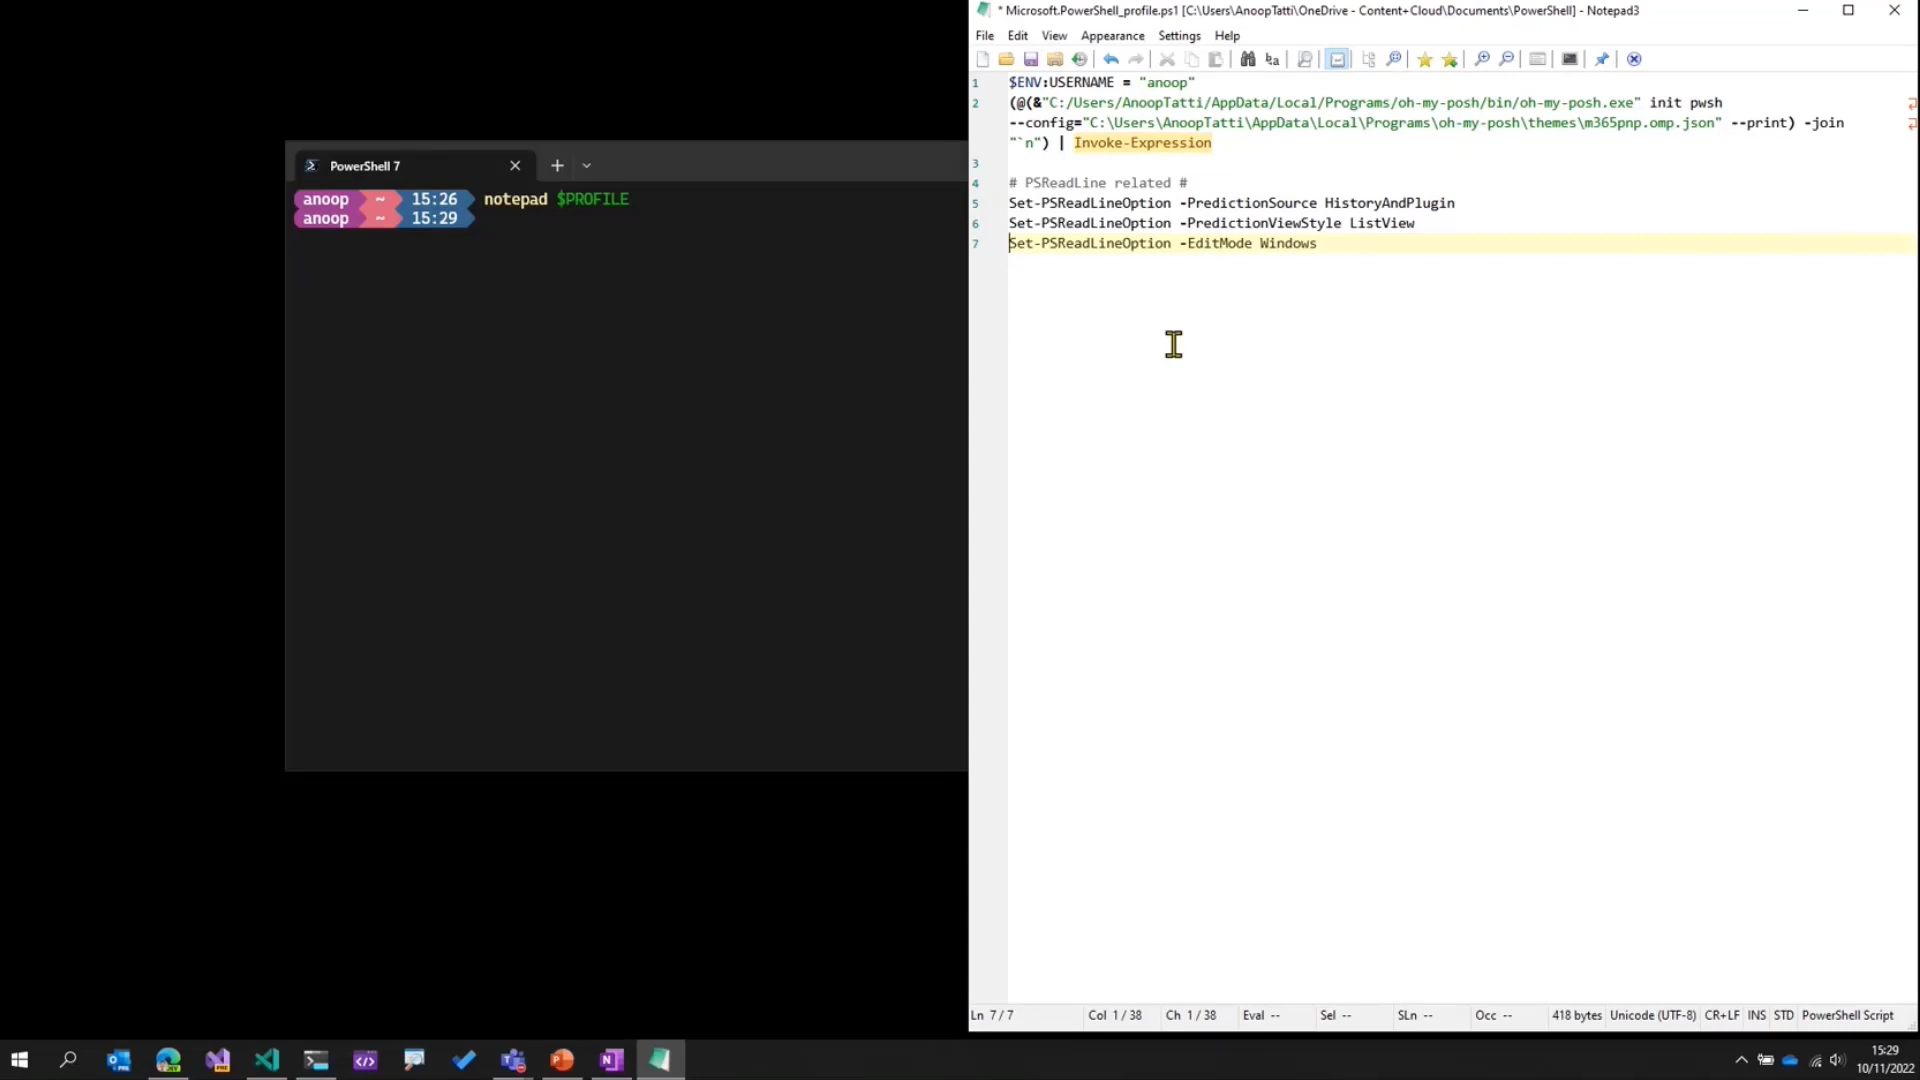 * Microsoft.PowerShell_profile.ps1 [C:\Users\AnoopTatti\OneDrive - Content+Cloud\Documents\PowerShell] - Notepad3
File Edit View Appearance Settings Help
1 $ENV:USERNAME = "anoop"
2 (@(&"C:/Users/AnoopTatti/AppData/Local/Programs/oh-my-posh/bin/oh-my-posh.exe" init pwsh
--config="C:\Users\AnoopTatti\AppData\Local\Programs\oh-my-posh\themes\m365pnp.omp.json" --print) -join
"`n") | Invoke-Expression
3
4 # PSReadLine related #
5 Set-PSReadLineOption -PredictionSource HistoryAndPlugin
6 Set-PSReadLineOption -PredictionViewStyle ListView
7 Set-PSReadLineOption -EditMode Windows
PowerShell 7
anoop ~ 15:26 notepad $PROFILE
anoop ~ 15:29
Ln 7/7 Col 1/38 Ch 1/38 Eval -- Sel -- SLn -- Occ -- 418 bytes Unicode (UTF-8) CR+LF INS STD PowerShell Script
15:29
10/11/2022